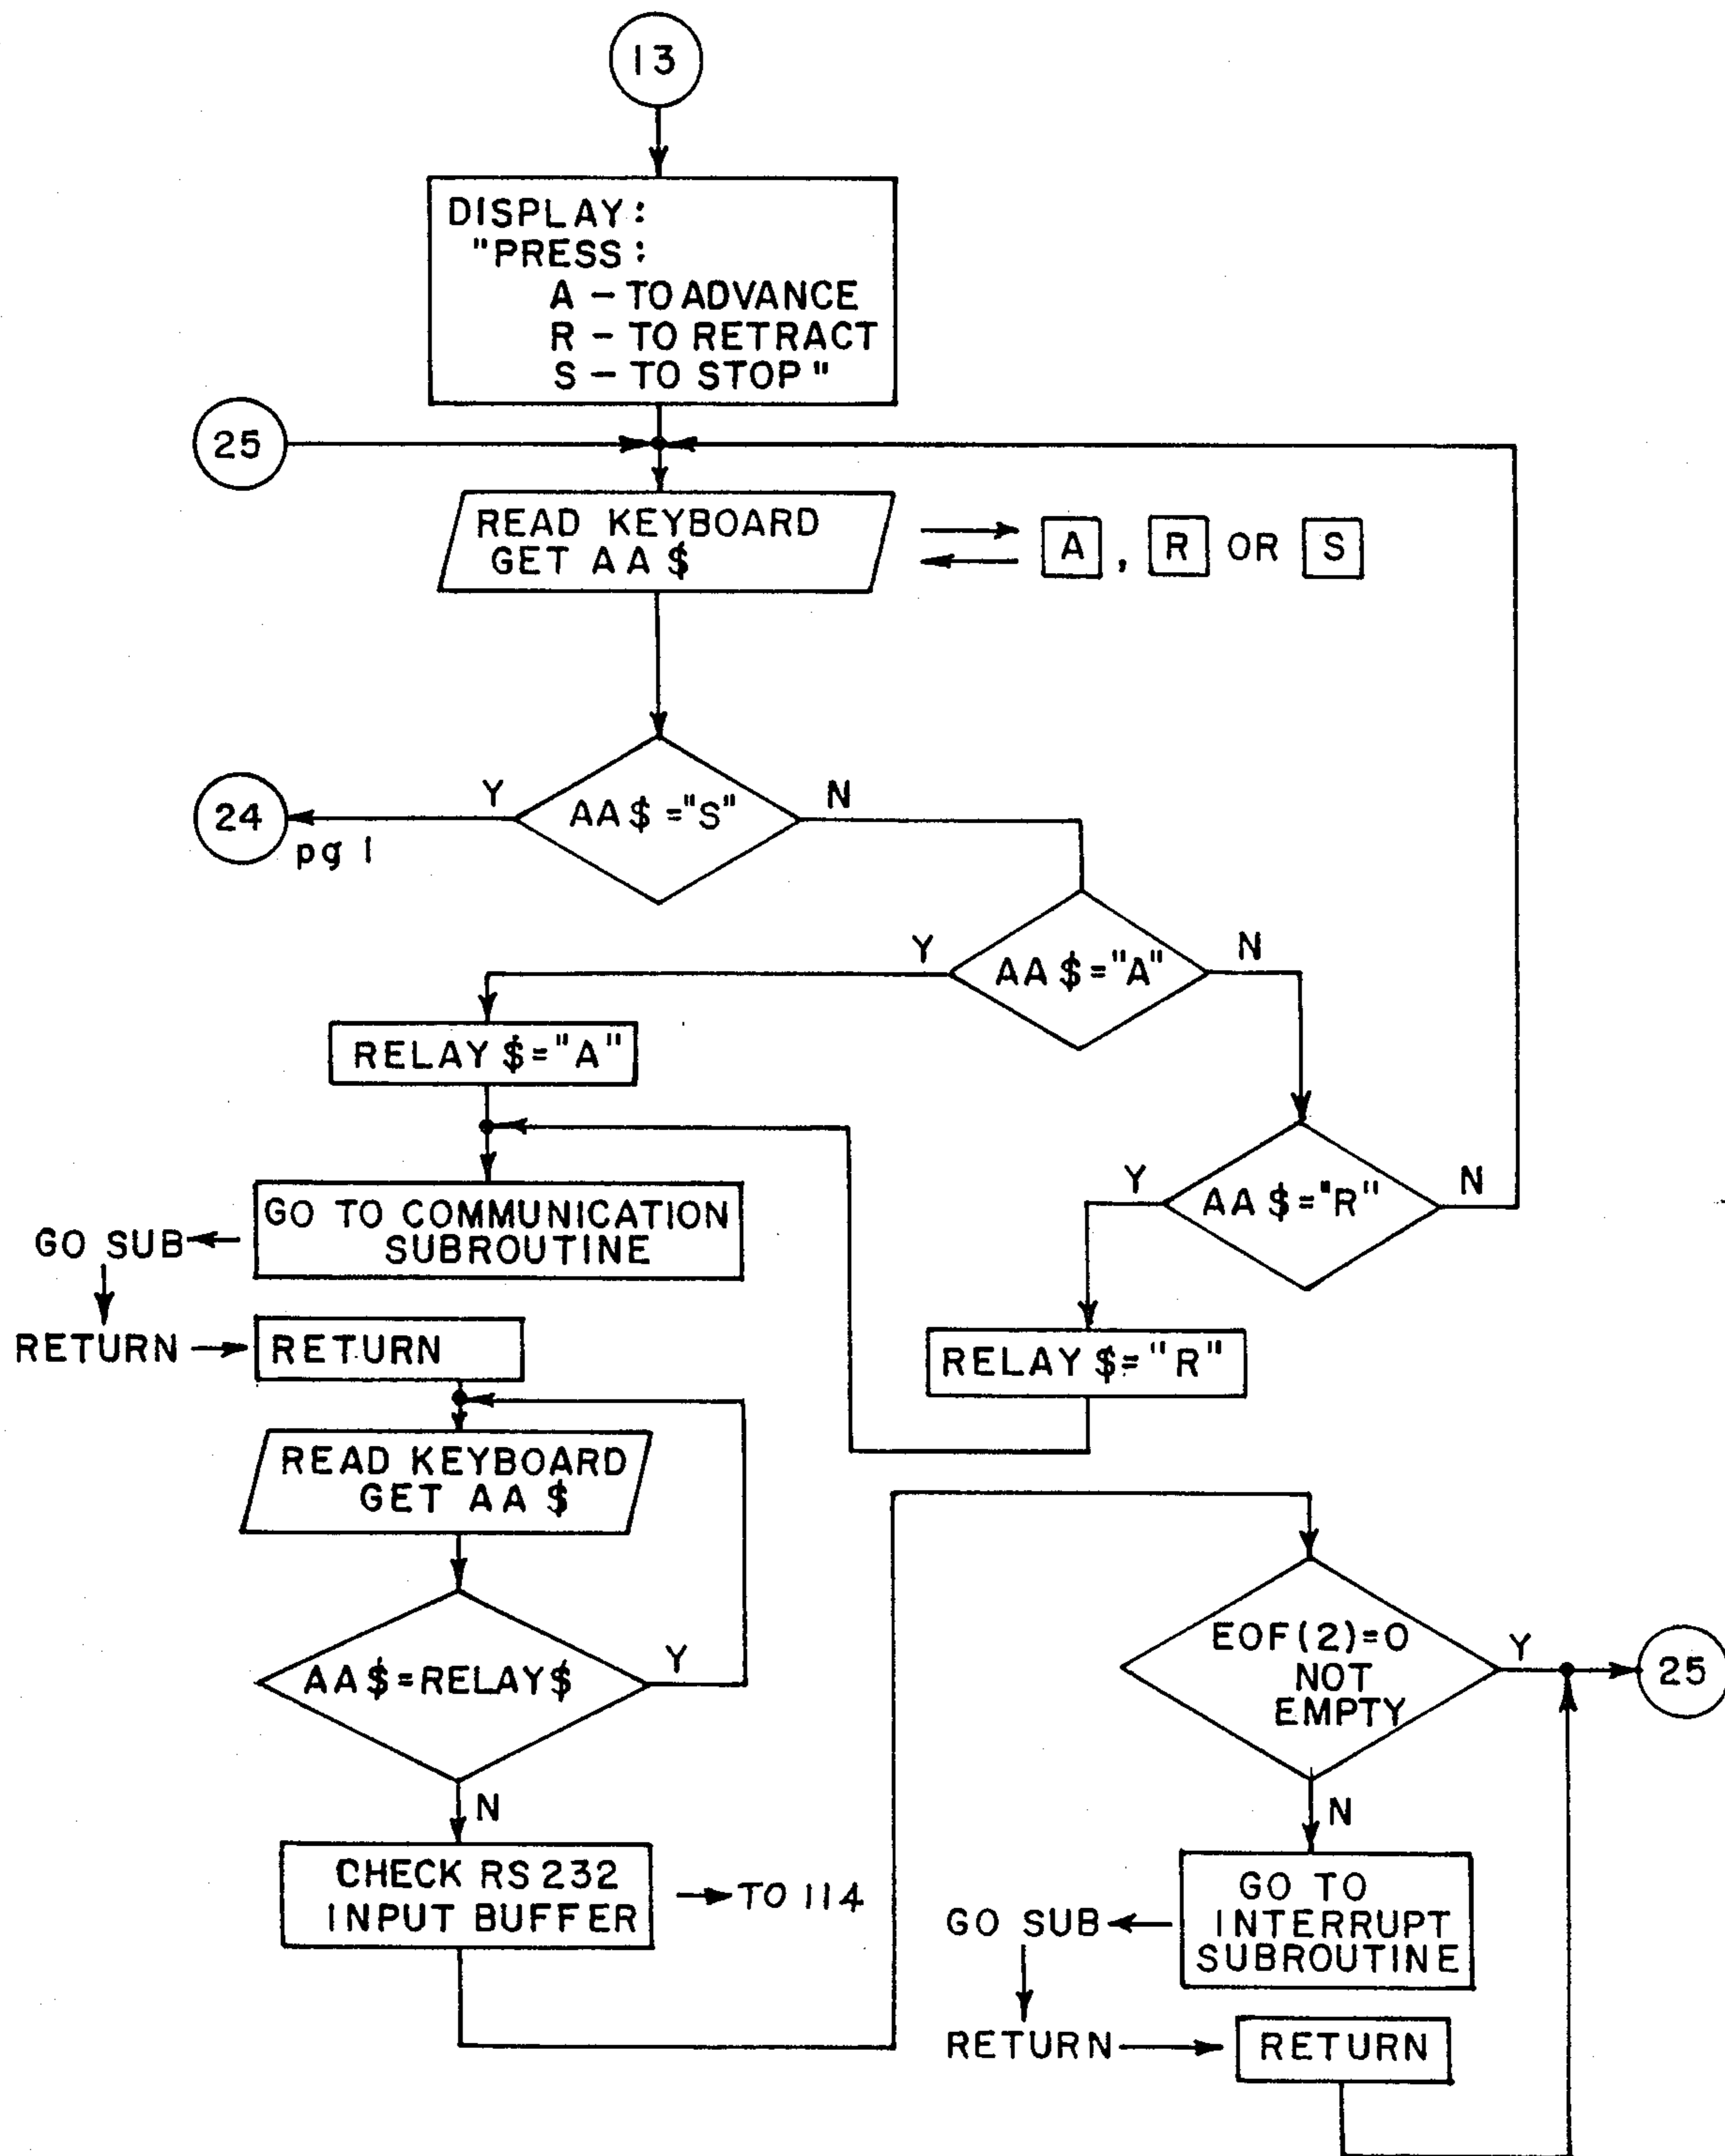 13
DISPLAY:
"PRESS:
A – TO ADVANCE
R – TO RETRACT
S – TO STOP"
25
READ KEYBOARD
GET AA$
A , R OR S
AA$="S"
Y
N
24
pg 1
AA$="A"
Y
N
RELAY$="A"
AA$="R"
Y
N
GO TO COMMUNICATION
SUBROUTINE
GO SUB
RETURN
RETURN
RELAY$="R"
READ KEYBOARD
GET AA$
AA$=RELAY$
Y
N
EOF(2)=0
NOT
EMPTY
Y
25
N
CHECK RS232
INPUT BUFFER
TO 114
GO TO
INTERRUPT
SUBROUTINE
GO SUB
RETURN
RETURN